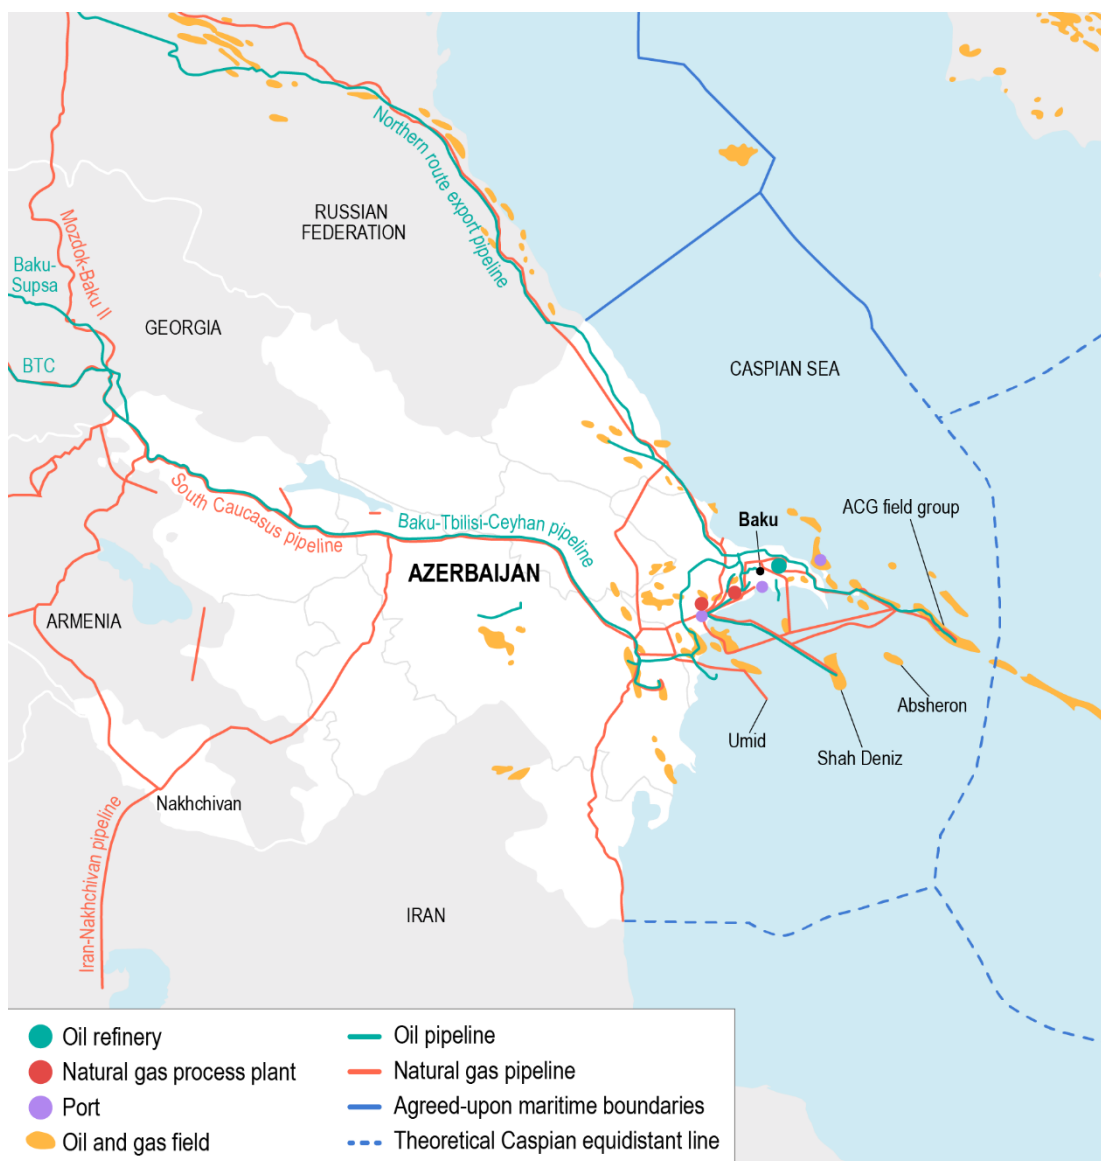 Northern route export pipeline
RUSSIAN
FEDERATION
Mozdok-Baku II
Baku-
Supsa
GEORGIA
BTC
CASPIAN SEA
South Caucasus pipeline
Baku-Tbilisi-Ceyhan pipeline
Baku
ACG field group
AZERBAIJAN
ARMENIA
Absheron
Umid
Shah Deniz
Nakhchivan
Iran-Nakhchivan pipeline
IRAN
Oil refinery
Natural gas process plant
Port
Oil and gas field
Oil pipeline
Natural gas pipeline
Agreed-upon maritime boundaries
Theoretical Caspian equidistant line